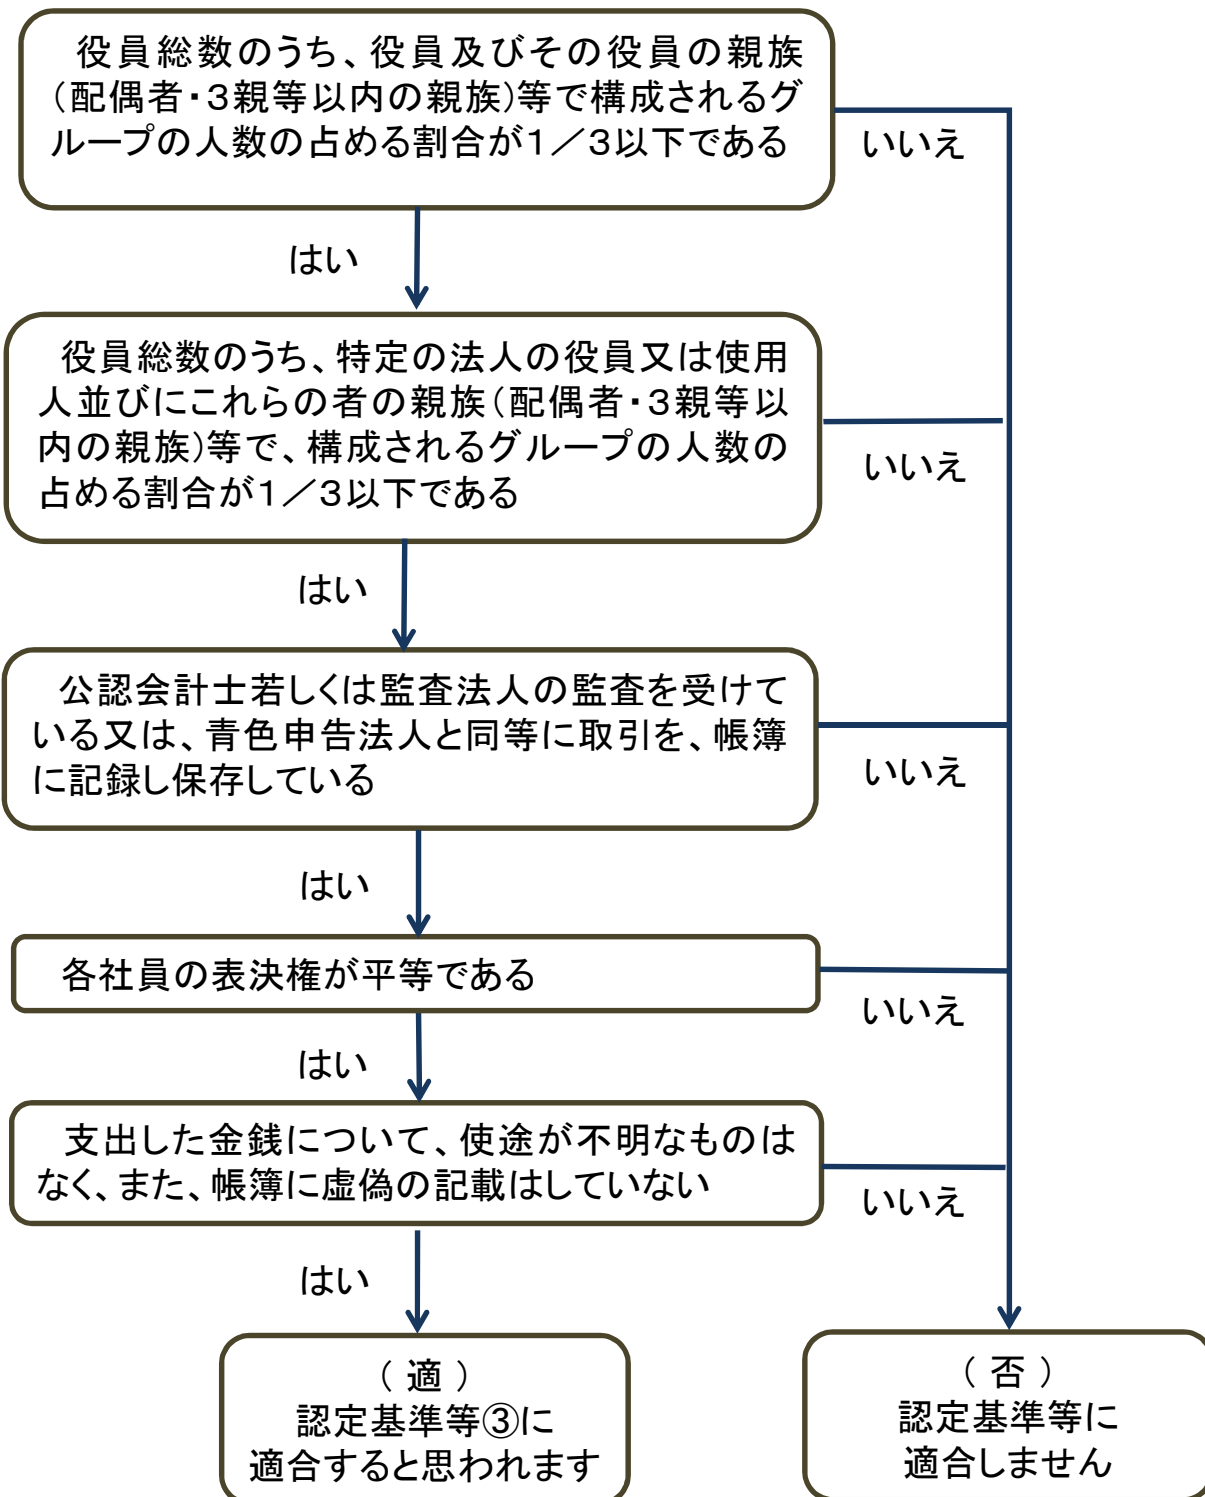 役員総数のうち、役員及びその役員の親族
（配偶者・３親等以内の親族）等で構成されるグ
ループの人数の占める割合が１／３以下である
いいえ
はい
役員総数のうち、特定の法人の役員又は使用
人並びにこれらの者の親族（配偶者・３親等以
内の親族）等で、構成されるグループの人数の
占める割合が１／３以下である
いいえ
はい
公認会計士若しくは監査法人の監査を受けて
いる又は、青色申告法人と同等に取引を、帳簿
に記録し保存している
いいえ
はい
各社員の表決権が平等である
いいえ
はい
支出した金銭について、使途が不明なものは
なく、また、帳簿に虚偽の記載はしていない
いいえ
はい
（ 適 ）
認定基準等③に
適合すると思われます
（ 否 ）
認定基準等に
適合しません